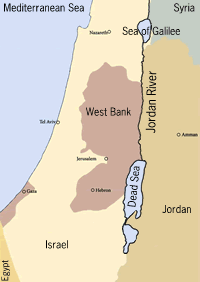 Mediterranean Sea
Syria
Nazareth
Sea of Galilee
Jordan River
Tel Aviv
West Bank
Amman
Jerusalem
Dead Sea
Hebron
Gaza
Jordan
Israel
Egypt